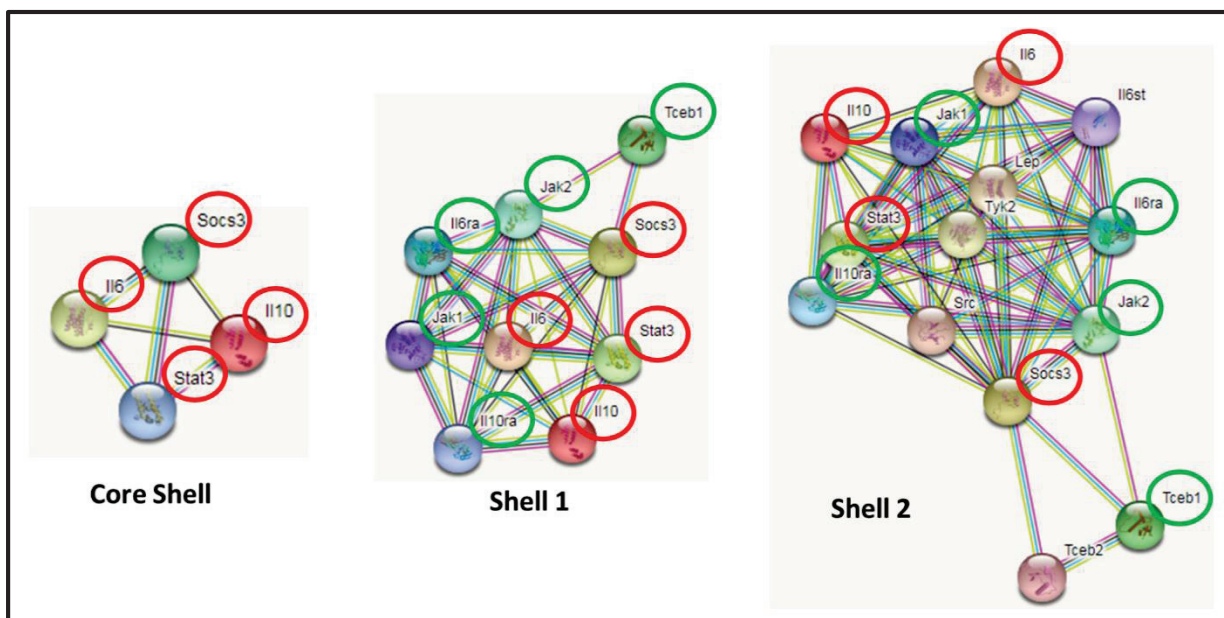 Socs3
Il6
Il10
Stat3
Core Shell
Tceb1
Jak2
Il6ra
Socs3
Jak1
Il6
Stat3
Il10ra
Il10
Shell 1
Il6
Il10
Jak1
Il6st
Lep
Stat3
Tyk2
Il6ra
Il10ra
Src
Jak2
Socs3
Shell 2
Tceb1
Tceb2